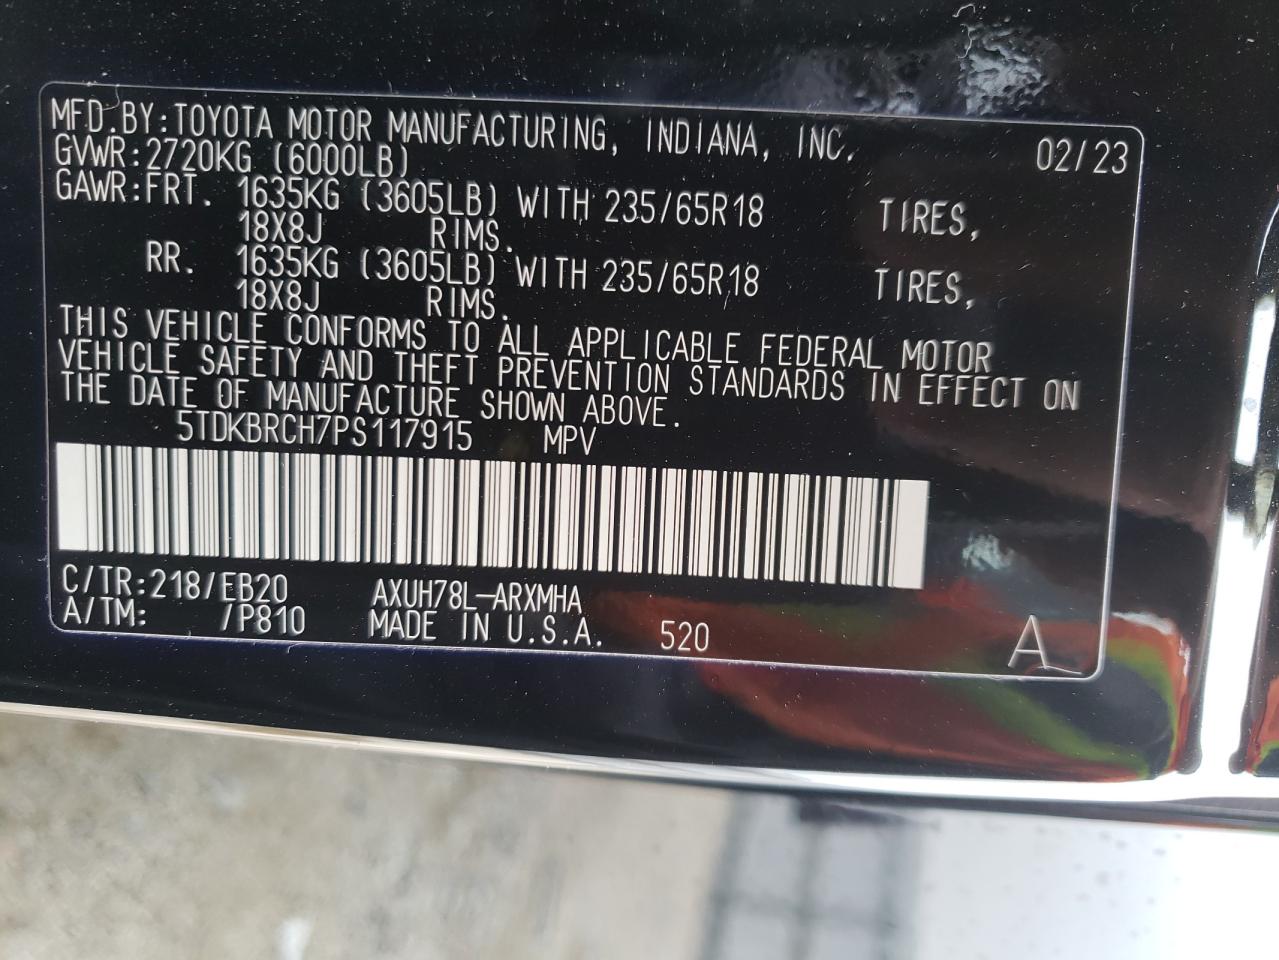 MFD.BY:TOYOTA MOTOR MANUFACTURING, INDIANA, INC. 02/23
GVWR:2720KG (6000LB)
GAWR:FRT. 1635KG (3605LB) WITH 235/65R18 TIRES,
18X8J RIMS.
RR. 1635KG (3605LB) WITH 235/65R18 TIRES,
18X8J RIMS.
THIS VEHICLE CONFORMS TO ALL APPLICABLE FEDERAL MOTOR
VEHICLE SAFETY AND THEFT PREVENTION STANDARDS IN EFFECT ON
THE DATE OF MANUFACTURE SHOWN ABOVE.
5TDKBRCH7PS117915 MPV
C/TR:218/EB20 AXUH78L-ARXMHA
A/TM: /P810 MADE IN U.S.A. 520 A